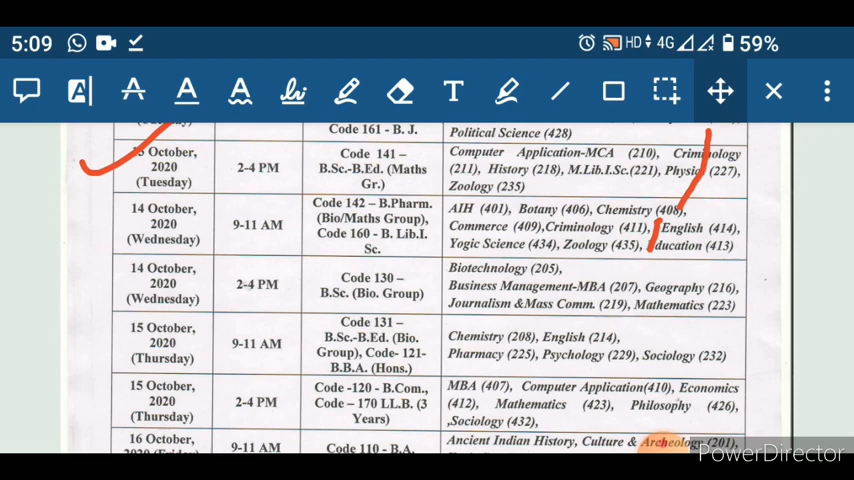 5:09 HD 4G 59%
A A A T
Code 161 - B. J.
Political Science (428)
13 October,
2020
(Tuesday)
2-4 PM
Code 141 –
B.Sc.-B.Ed. (Maths
Gr.)
Computer Application-MCA (210), Criminology
(211), History (218), M.Lib.I.Sc.(221), Physics (227)
Zoology (235)
14 October,
2020
(Wednesday)
9-11 AM
Code 142 – B.Pharm.
(Bio/Maths Group),
Code 160 - B. Lib.I.
Sc.
AIH (401), Botany (406), Chemistry (408),
Commerce (409),Criminology (411), English (414),
Yogic Science (434), Zoology (435), Education (413)
14 October,
2020
(Wednesday)
2-4 PM
Code 130 –
B.Sc. (Bio. Group)
Biotechnology (205),
Business Management-MBA (207), Geography (216)
Journalism &Mass Comm. (219), Mathematics (223)
15 October,
2020
(Thursday)
9-11 AM
Code 131 –
B.Sc.-B.Ed. (Bio.
Group), Code- 121-
B.B.A. (Hons.)
Chemistry (208), English (214)
Pharmacy (225), Psychology (229), Sociology (232)
15 October,
2020
(Thursday)
2-4 PM
Code -120 - B.Com.,
Code – 170 LL.B. (3
Years)
MBA (407), Computer Application(410), Economics
(412), Mathematics (423), Philosophy (426),
,Sociology (432),
16 October,
2020 (Friday)
9-11 AM
Code 110 - B.A.
Ancient Indian History, Culture & Archeology (201),
PowerDirector